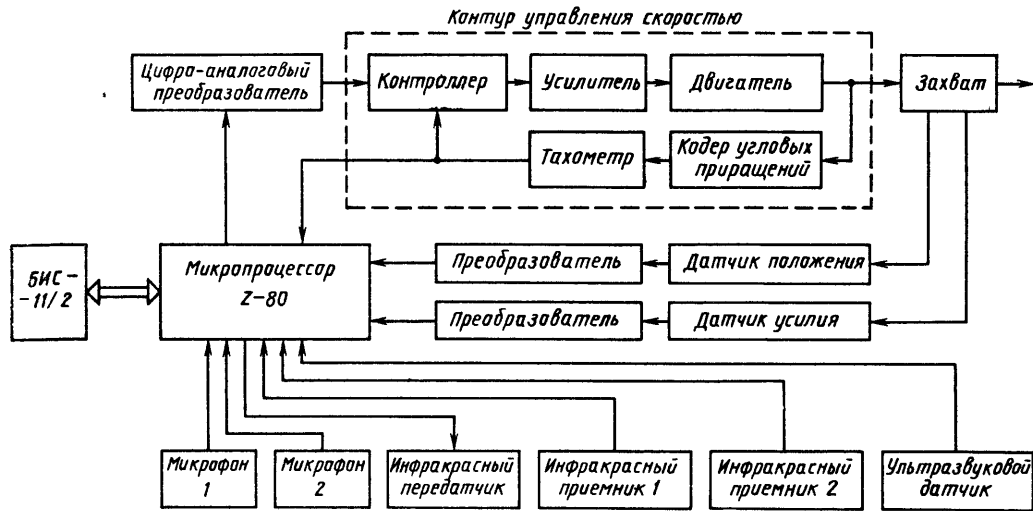 Контур управления скоростью
Цифро-аналоговый
преобразователь
Контроллер
Усилитель
Двигатель
Захват
Тахометр
Кодер угловых
приращений
БИС -
- 11/2
Микропроцессор
Z-80
Преобразователь
Датчик положения
Преобразователь
Датчик усилия
Микрофон
1
Микрофон
2
Инфракрасный
передатчик
Инфракрасный
приемник 1
Инфракрасный
приемник 2
Ультразвуковой
датчик